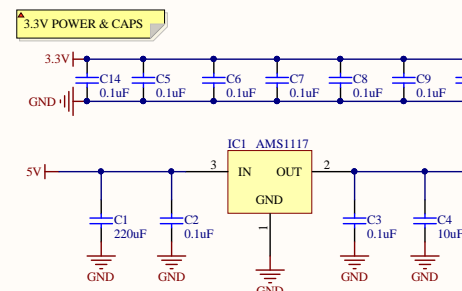 3.3V POWER & CAPS
3.3V
C14 C5 C6 C7 C8 C9
0.1uF 0.1uF 0.1uF 0.1uF 0.1uF 0.1uF
GND
IC1 AMS1117
5V 3 IN OUT 2
GND
1
C1 C2 C3 C4
220uF 0.1uF 0.1uF 10uF
GND GND GND GND
GND